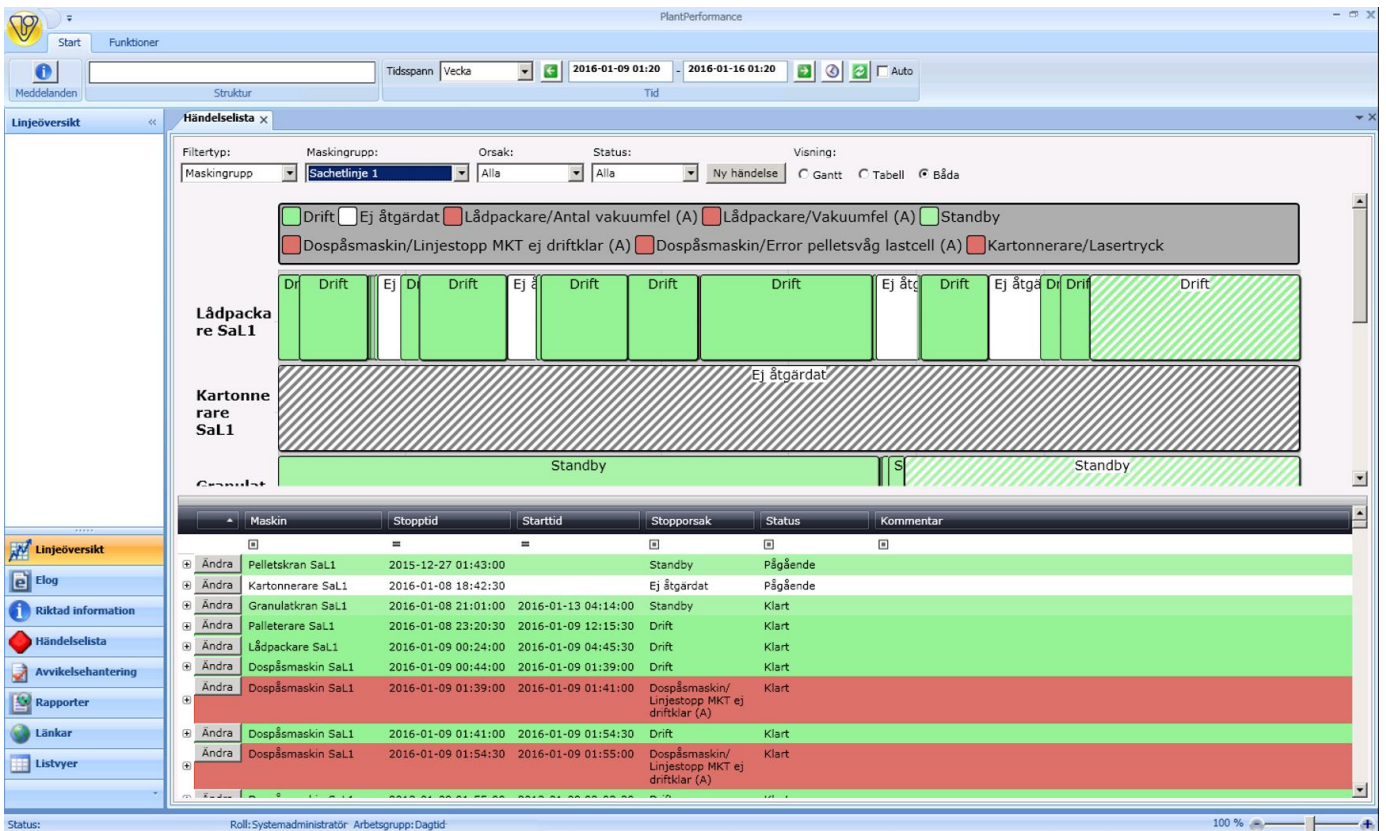 PlantPerformance
Start Funktioner
Tidsspann Vecka 2016-01-09 01:20 - 2016-01-16 01:20 Auto
Meddelanden Struktur Tid
Linjeöversikt Händelselista
Filtertyp: Maskingrupp: Orsak: Status: Visning:
Maskingrupp Sachetlinje 1 Alla Alla Ny händelse Gantt Tabell Båda
Drift Ej åtgärdat Lådpackare/Antal vakuumfel (A) Lådpackare/Vakuumfel (A) Standby
Dospåsmaskin/Linjestopp MKT ej driftklar (A) Dospåsmaskin/Error pelletsvåg lastcell (A) Kartonnerare/Lasertryck
Dr Drift Ej Dr Drift Ej å Drift Drift Drift Ej åtg Drift Ej åtgä Dr Drif Drift
Lådpacka
re SaL1
Ej åtgärdat
Kartonne
rare
SaL1
Standby S Standby
Granulat
Maskin Stopptid Starttid Stopporsak Status Kommentar
= =
Ändra Pelletskran SaL1 2015-12-27 01:43:00 Standby Pågående
Ändra Kartonnerare SaL1 2016-01-08 18:42:30 Ej åtgärdat Pågående
Ändra Granulatkran SaL1 2016-01-08 21:01:00 2016-01-13 04:14:00 Standby Klart
Ändra Palleterare SaL1 2016-01-08 23:20:30 2016-01-09 12:15:30 Drift Klart
Ändra Lådpackare SaL1 2016-01-09 00:24:00 2016-01-09 04:45:30 Drift Klart
Ändra Dospåsmaskin SaL1 2016-01-09 00:44:00 2016-01-09 01:39:00 Drift Klart
Ändra Dospåsmaskin SaL1 2016-01-09 01:39:00 2016-01-09 01:41:00 Dospåsmaskin/ Klart
Linjestopp MKT ej
driftklar (A)
Ändra Dospåsmaskin SaL1 2016-01-09 01:41:00 2016-01-09 01:54:30 Drift Klart
Ändra Dospåsmaskin SaL1 2016-01-09 01:54:30 2016-01-09 01:55:00 Dospåsmaskin/ Klart
Linjestopp MKT ej
driftklar (A)
Linjeöversikt
Elog
Riktad information
Händelselista
Avvikelsehantering
Rapporter
Länkar
Listvyer
Status: Roll:Systemadministratör Arbetsgrupp:Dagtid 100 %